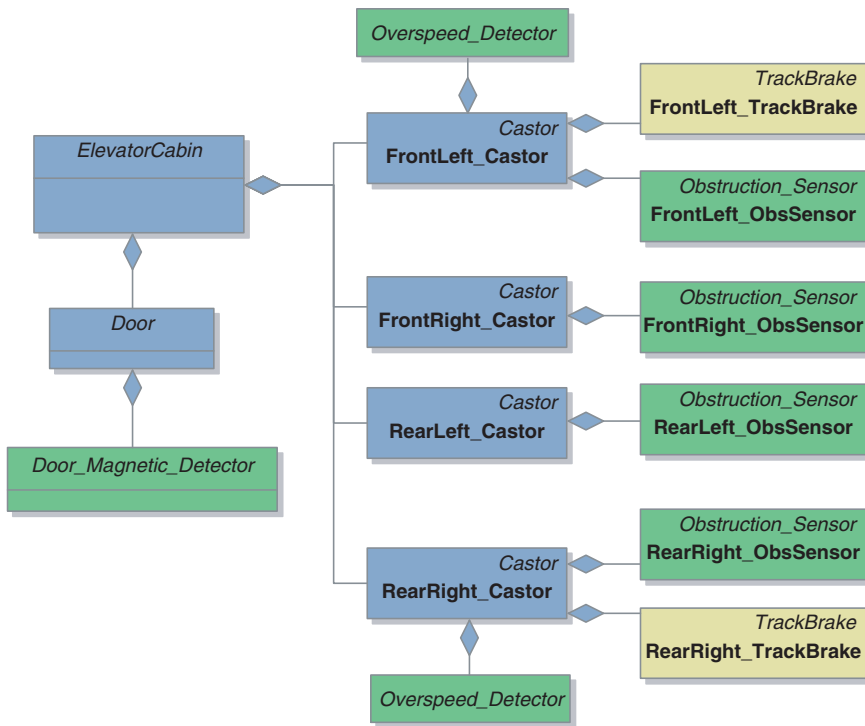 Overspeed_Detector
TrackBrake
FrontLeft_TrackBrake
Castor
FrontLeft_Castor
ElevatorCabin
Obstruction_Sensor
FrontLeft_ObsSensor
Castor
FrontRight_Castor
Obstruction_Sensor
FrontRight_ObsSensor
Door
Castor
RearLeft_Castor
Obstruction_Sensor
RearLeft_ObsSensor
Door_Magnetic_Detector
Obstruction_Sensor
RearRight_ObsSensor
Castor
RearRight_Castor
TrackBrake
RearRight_TrackBrake
Overspeed_Detector